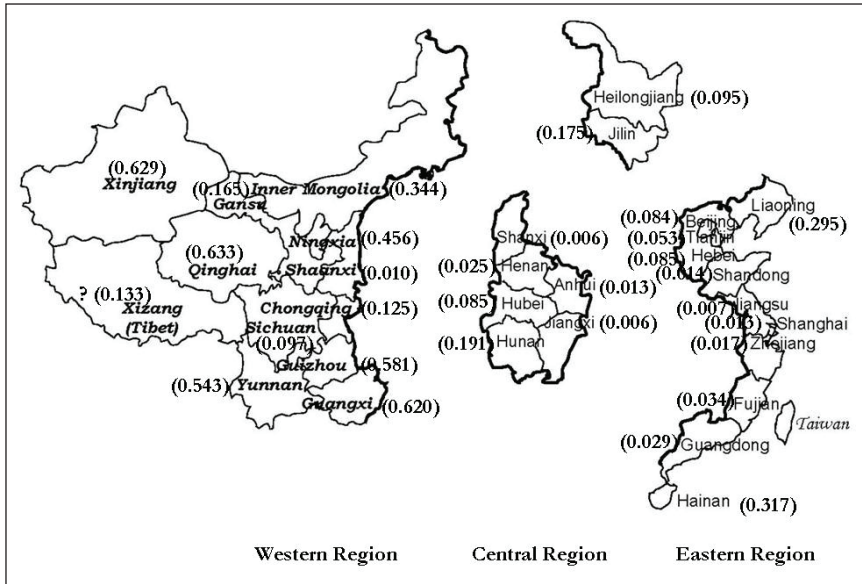 Heilongjiang (0.095)
(0.175) Jilin
(0.629)
Xinjiang
(0.165) Inner Mongolia (0.344)
Gansu
Ningxia (0.456)
(0.633)
Qinghai
Shaanxi (0.010)
? (0.133)
Xizang
(Tibet)
Chongqing (0.125)
Sichuan
(0.097)
Guizhou (0.581)
(0.543) Yunnan
Guangxi (0.620)
Shanxi (0.006)
(0.025) Henan
Anhui (0.013)
(0.085) Hubei
Jiangxi (0.006)
(0.191) Hunan
Liaoning
(0.295)
(0.084) Beijing
(0.053) Tianjin
(0.085) Hebei
(0.014) Shandong
(0.007) Jiangsu
(0.013) Shanghai
(0.017) Zhejiang
(0.034) Fujian
Taiwan
(0.029) Guangdong
Hainan (0.317)
Western Region Central Region Eastern Region